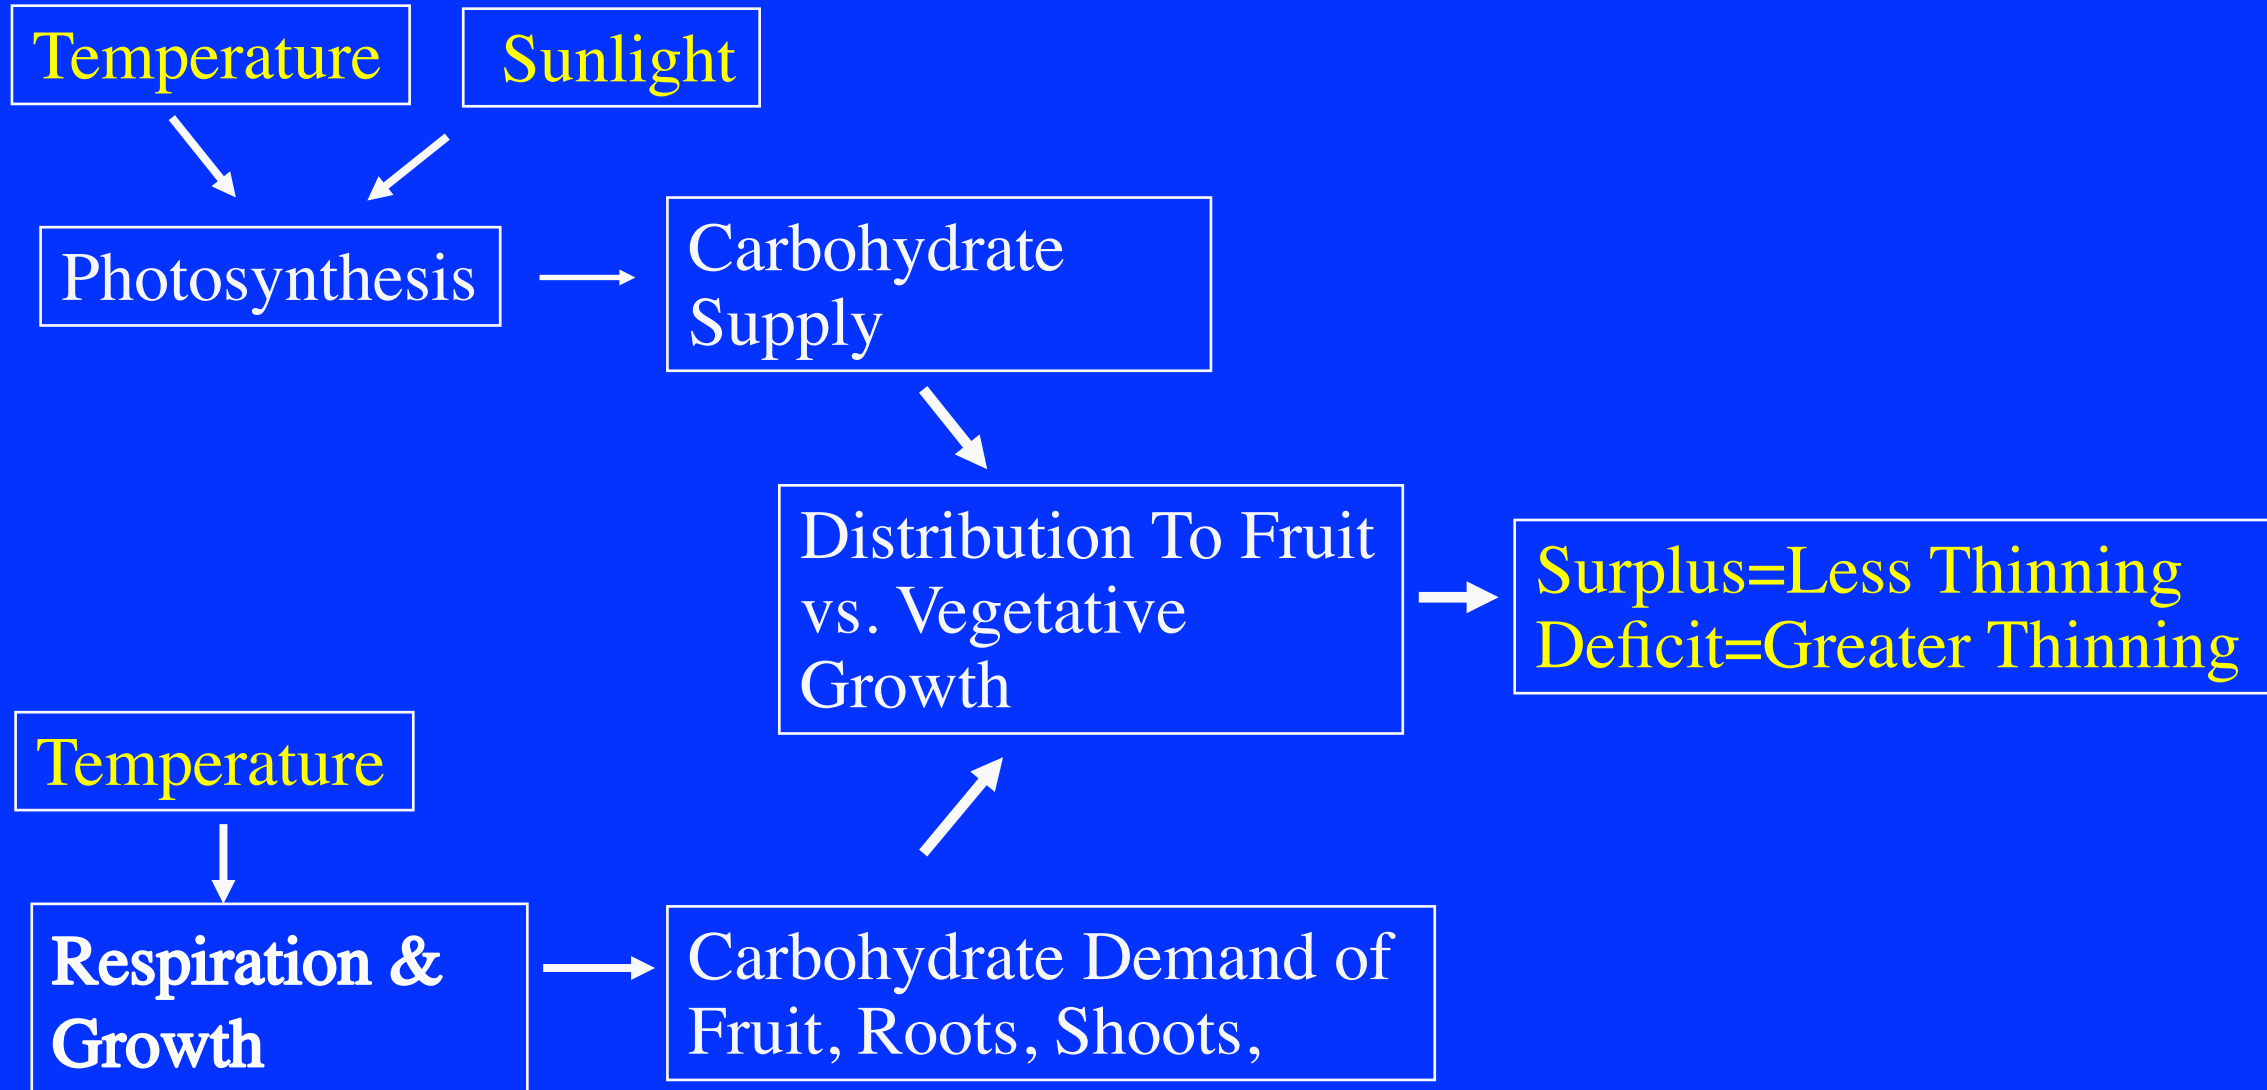 Temperature
Sunlight
Photosynthesis
Carbohydrate
Supply
Distribution To Fruit
vs. Vegetative
Growth
Surplus=Less Thinning
Deficit=Greater Thinning
Temperature
Respiration &
Growth
Carbohydrate Demand of
Fruit, Roots, Shoots,